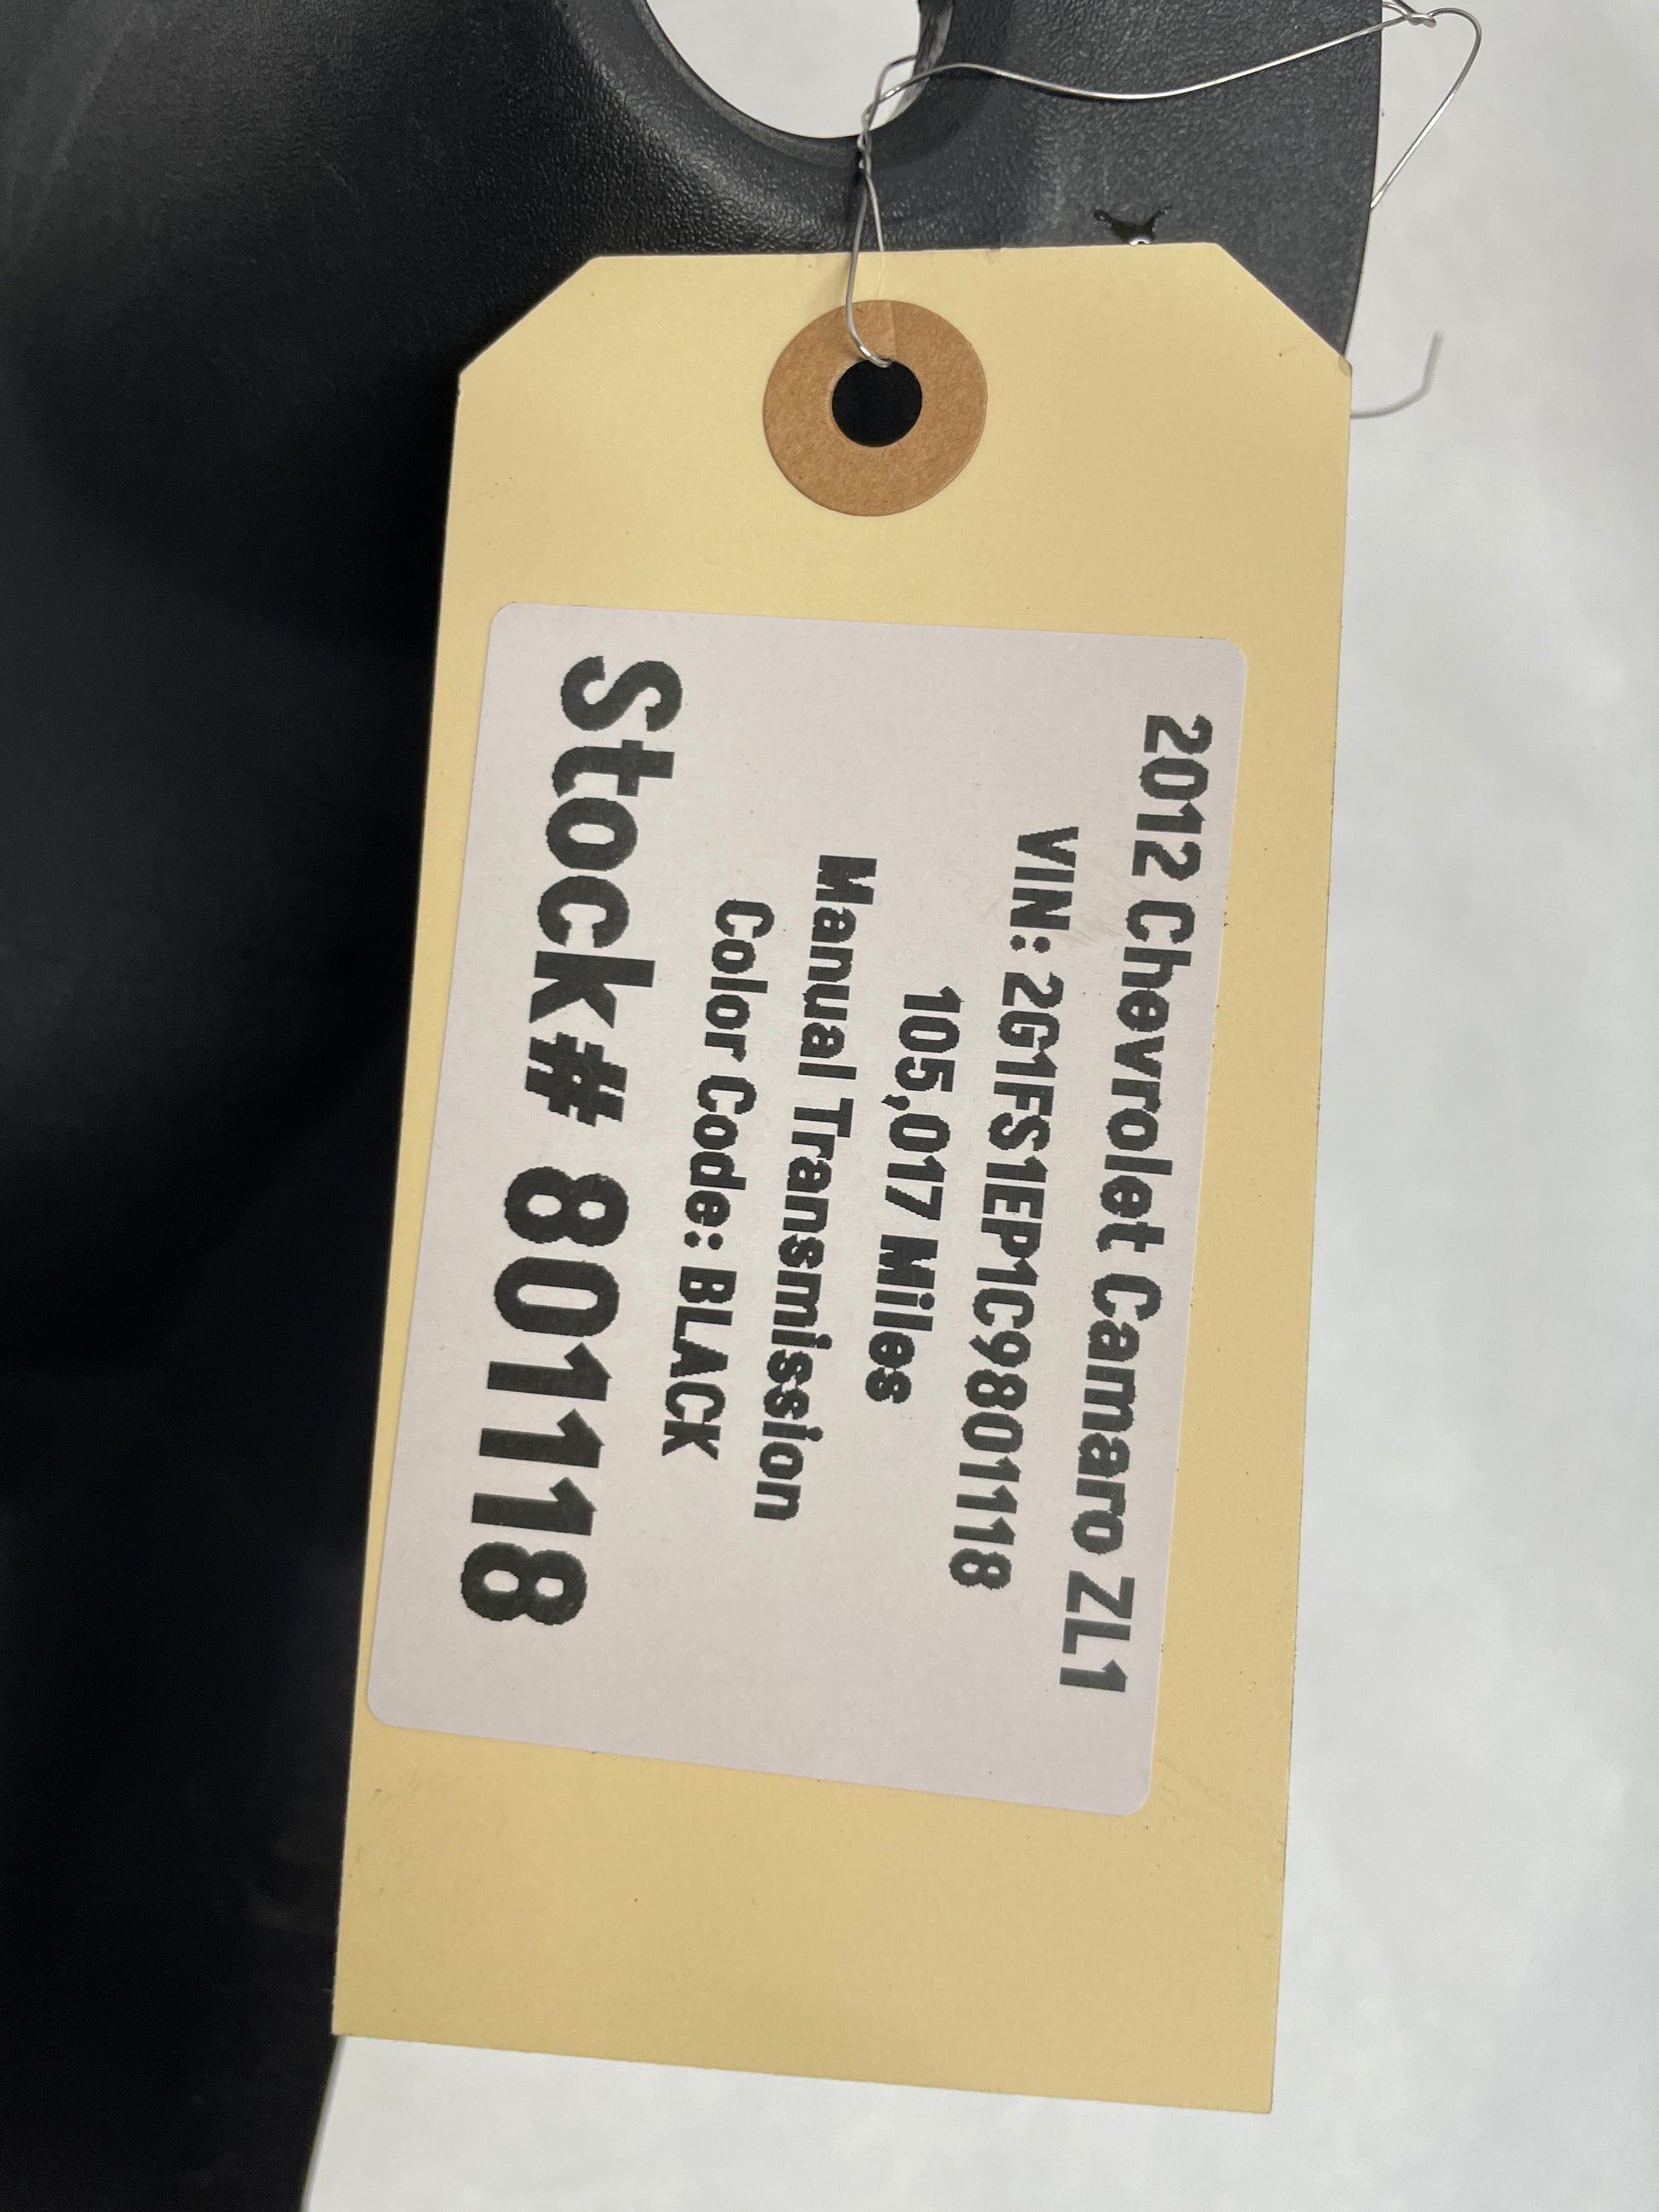 2012 Chevrolet Camaro ZL1
VIN: 2G1FS1EP1C9801118
105,017 Miles
Manual Transmission
Color Code: BLACK
Stock# 801118